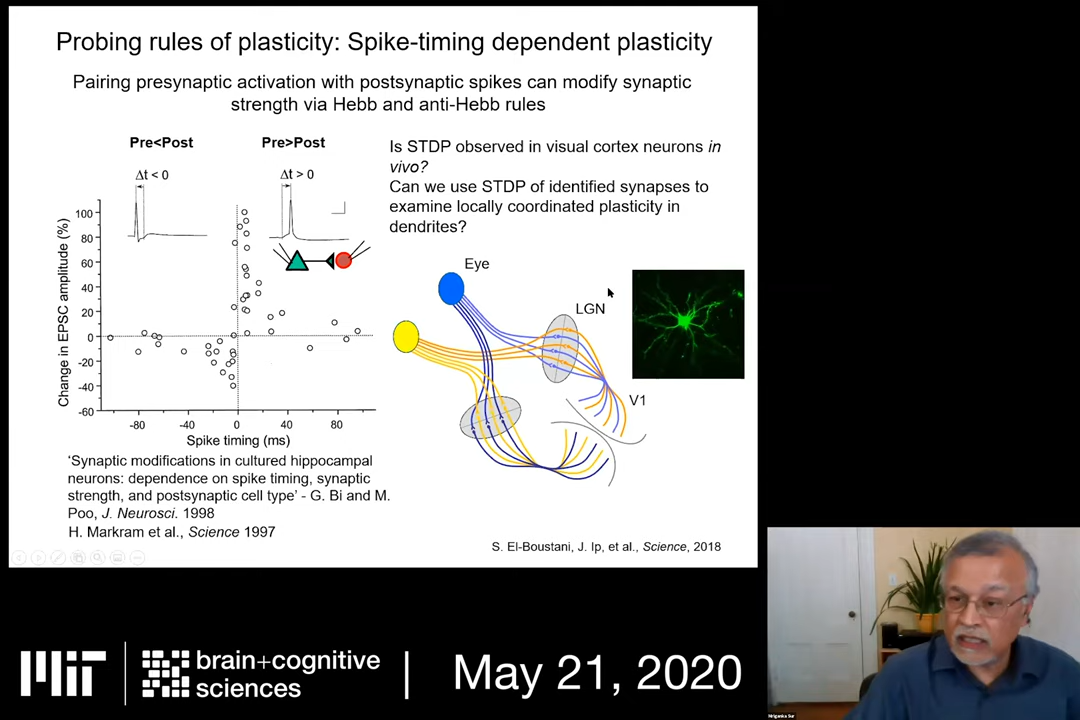 Probing rules of plasticity: Spike-timing dependent plasticity
Pairing presynaptic activation with postsynaptic spikes can modify synaptic
strength via Hebb and anti-Hebb rules
Pre<Post
Pre>Post
Δt < 0
Δt > 0
Change in EPSC amplitude (%)
100
80
60
40
20
0
-20
-40
-60
-80
-40
0
40
80
Spike timing (ms)
'Synaptic modifications in cultured hippocampal
neurons: dependence on spike timing, synaptic
strength, and postsynaptic cell type' - G. Bi and M.
Poo, J. Neurosci. 1998
H. Markram et al., Science 1997
Is STDP observed in visual cortex neurons in
vivo?
Can we use STDP of identified synapses to
examine locally coordinated plasticity in
dendrites?
Eye
LGN
V1
S. El-Boustani, J. Ip, et al., Science, 2018
MIT
brain+cognitive
sciences
May 21, 2020
Mriganka Sur